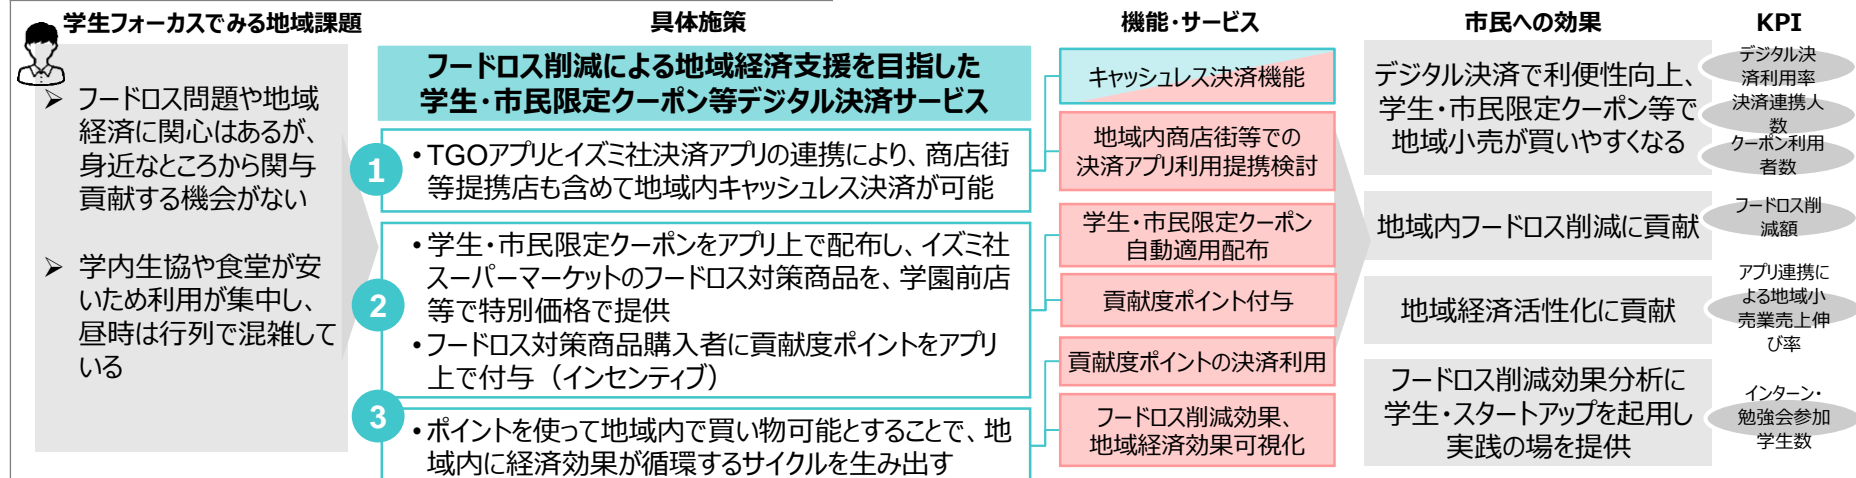 学生フォーカスでみる地域課題
➢ フードロス問題や地域
経済に関心はあるが、
身近なところから関与
貢献する機会がない
➢ 学内生協や食堂が安
いため利用が集中し、
昼時は行列で混雑して
いる
具体施策
フードロス削減による地域経済支援を目指した
学生・市民限定クーポン等デジタル決済サービス
1
•TGOアプリとイズミ社決済アプリの連携により、商店街
等提携店も含めて地域内キャッシュレス決済が可能
2
•学生・市民限定クーポンをアプリ上で配布し、イズミ社
スーパーマーケットのフードロス対策商品を、学園前店
等で特別価格で提供
•フードロス対策商品購入者に貢献度ポイントをアプリ
上で付与（インセンティブ）
3
•ポイントを使って地域内で買い物可能とすることで、地
域内に経済効果が循環するサイクルを生み出す
機能・サービス
キャッシュレス決済機能
地域内商店街等での
決済アプリ利用提携検討
学生・市民限定クーポン
自動適用配布
貢献度ポイント付与
貢献度ポイントの決済利用
フードロス削減効果、
地域経済効果可視化
市民への効果
デジタル決済で利便性向上、
学生・市民限定クーポン等で
地域小売が買いやすくなる
地域内フードロス削減に貢献
地域経済活性化に貢献
フードロス削減効果分析に
学生・スタートアップを起用し
実践の場を提供
KPI
デジタル決
済利用率
決済連携人
数
クーポン利用
者数
フードロス削
減額
アプリ連携に
よる地域小
売業売上伸
び率
インターン・
勉強会参加
学生数